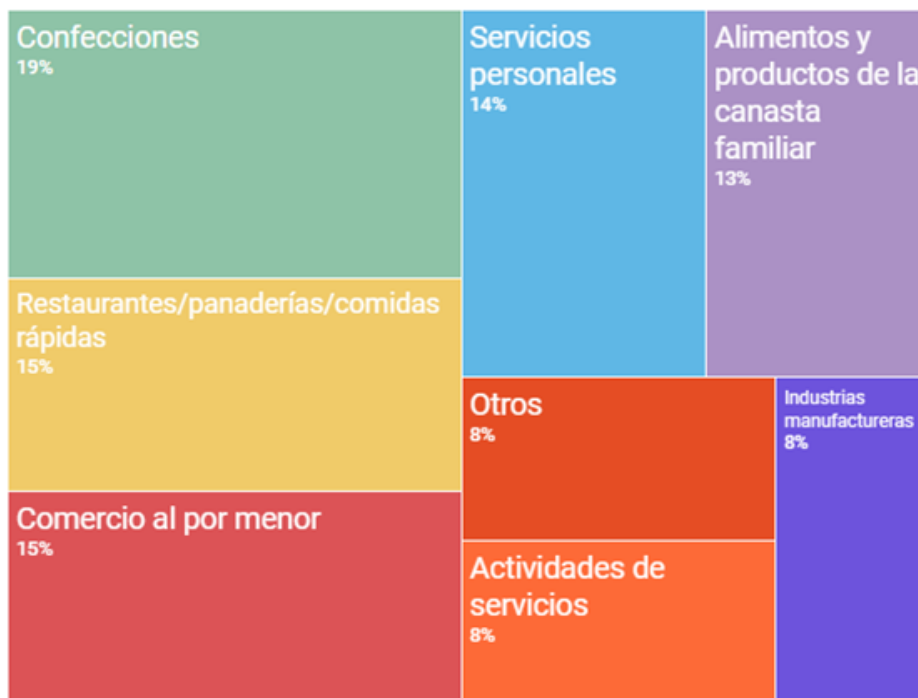 Confecciones
19%
Restaurantes/panaderías/comidas
rápidas
15%
Comercio al por menor
15%
Servicios
personales
14%
Alimentos y
productos de la
canasta
familiar
13%
Otros
8%
Actividades de
servicios
8%
Industrias
manufactureras
8%